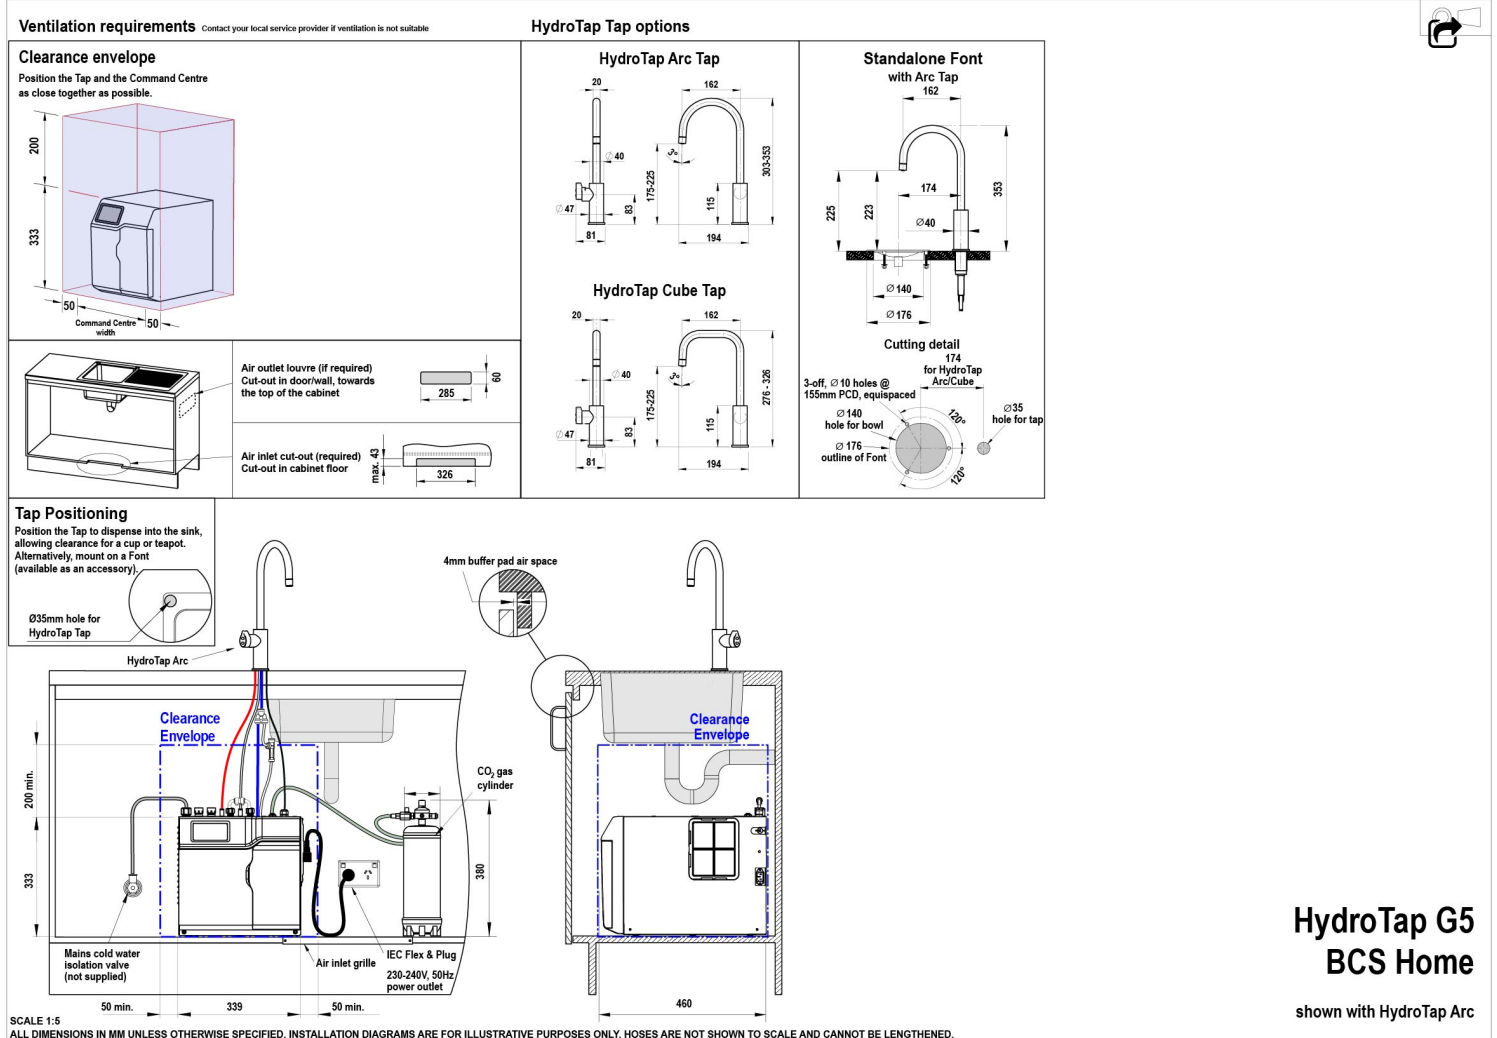 Ventilation requirements Contact your local service provider if ventilation is not suitable
HydroTap Tap options
Clearance envelope
Position the Tap and the Command Centre
as close together as possible.
200
333
50
Command Centre
width
50
HydroTap Arc Tap
20
162
Ø 40
3°
175-225
303-353
Ø 47
83
115
81
194
HydroTap Cube Tap
20
162
Ø 40
3°
175-225
276 - 326
Ø 47
83
115
81
194
Standalone Font
with Arc Tap
162
174
225
223
353
Ø 40
Ø 140
Ø 176
Cutting detail
174
for HydroTap
Arc/Cube
3-off, Ø 10 holes @
155mm PCD, equispaced
Ø 140
hole for bowl
Ø 176
outline of Font
120°
120°
Ø 35
hole for tap
Air outlet louvre (if required)
Cut-out in door/wall, towards
the top of the cabinet
285
60
Air inlet cut-out (required)
Cut-out in cabinet floor
max. 43
326
Tap Positioning
Position the Tap to dispense into the sink,
allowing clearance for a cup or teapot.
Alternatively, mount on a Font
(available as an accessory).
Ø35mm hole for
HydroTap Tap
HydroTap Arc
4mm buffer pad air space
Clearance
Envelope
Clearance
Envelope
CO2 gas
cylinder
200 min.
333
380
Mains cold water
isolation valve
(not supplied)
Air inlet grille
IEC Flex & Plug
230-240V, 50Hz
power outlet
50 min.
339
50 min.
460
HydroTap G5
BCS Home
shown with HydroTap Arc
SCALE 1:5
ALL DIMENSIONS IN MM UNLESS OTHERWISE SPECIFIED. INSTALLATION DIAGRAMS ARE FOR ILLUSTRATIVE PURPOSES ONLY. HOSES ARE NOT SHOWN TO SCALE AND CANNOT BE LENGTHENED.